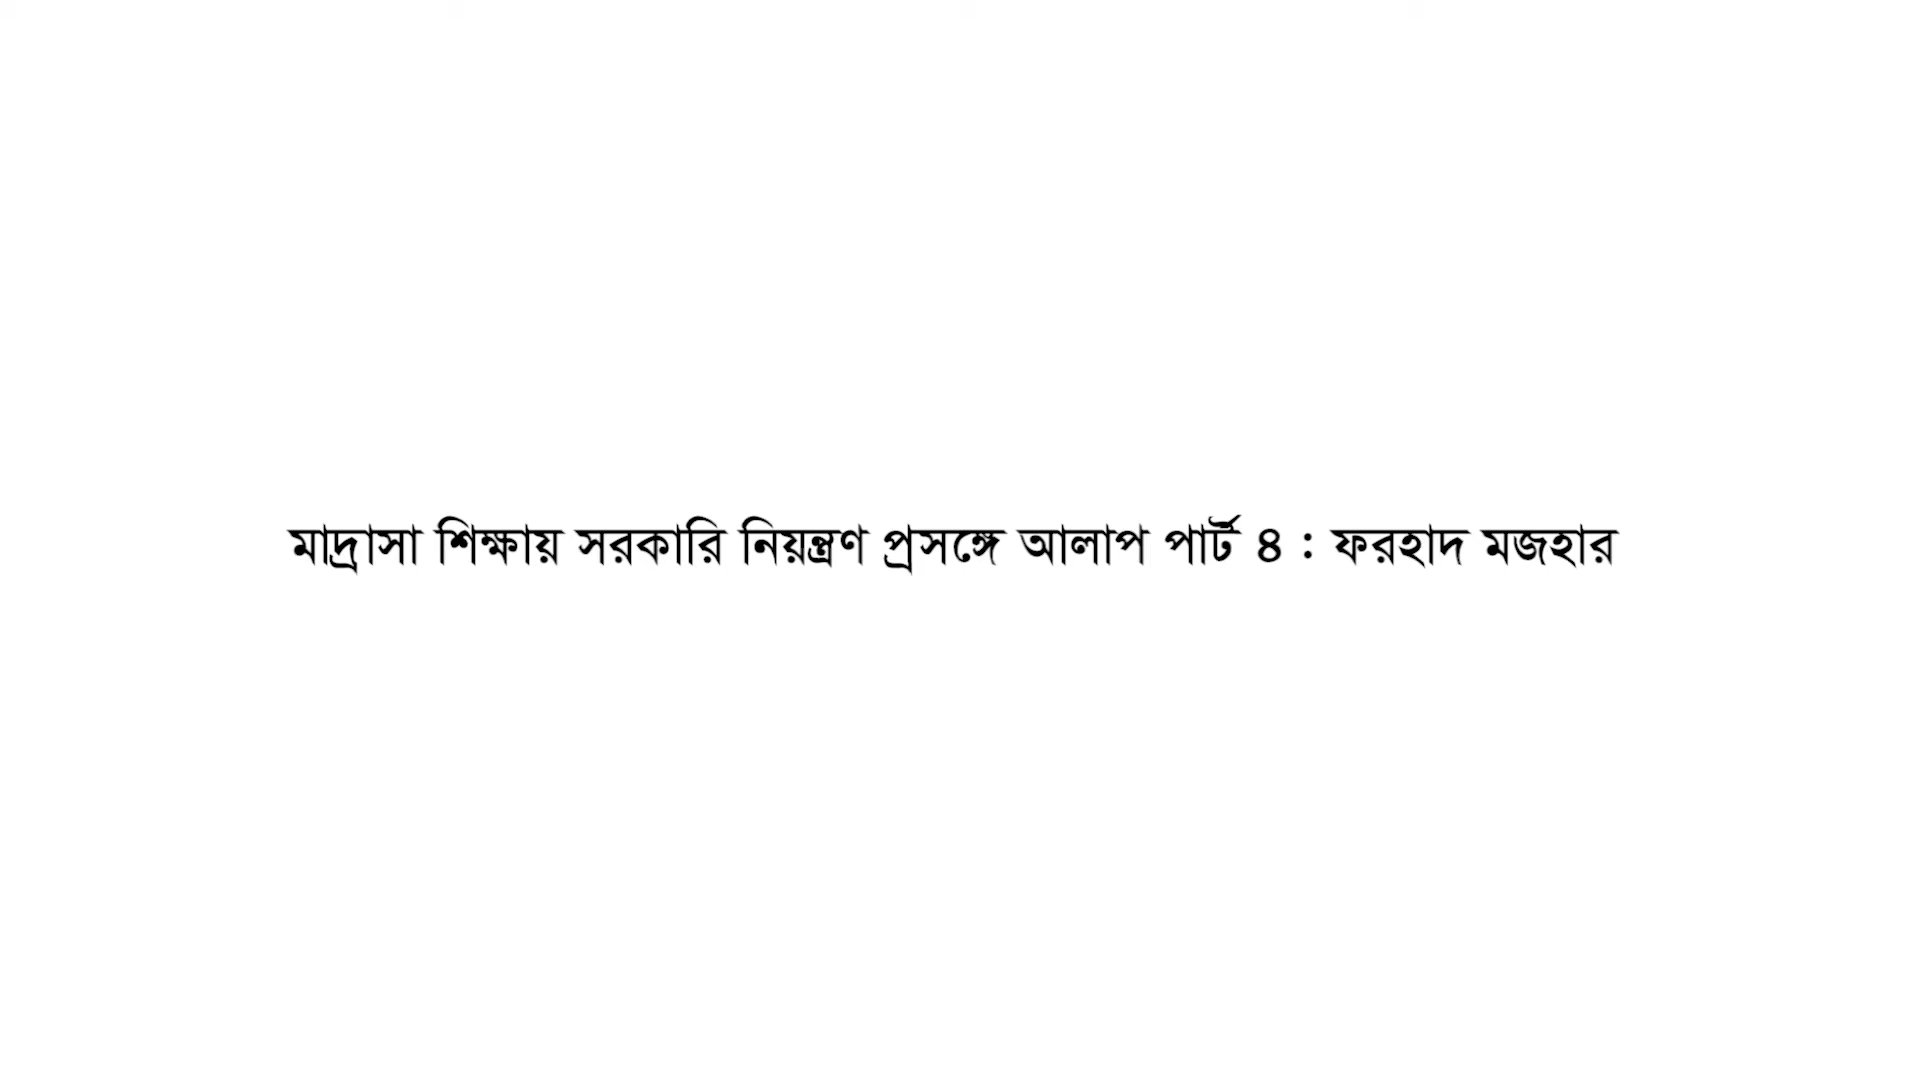 মাদ্রাসা শিক্ষায় সরকারি নিয়ন্ত্রণ প্রসঙ্গে আলাপ পার্ট ৪ : ফরহাদ মজহার